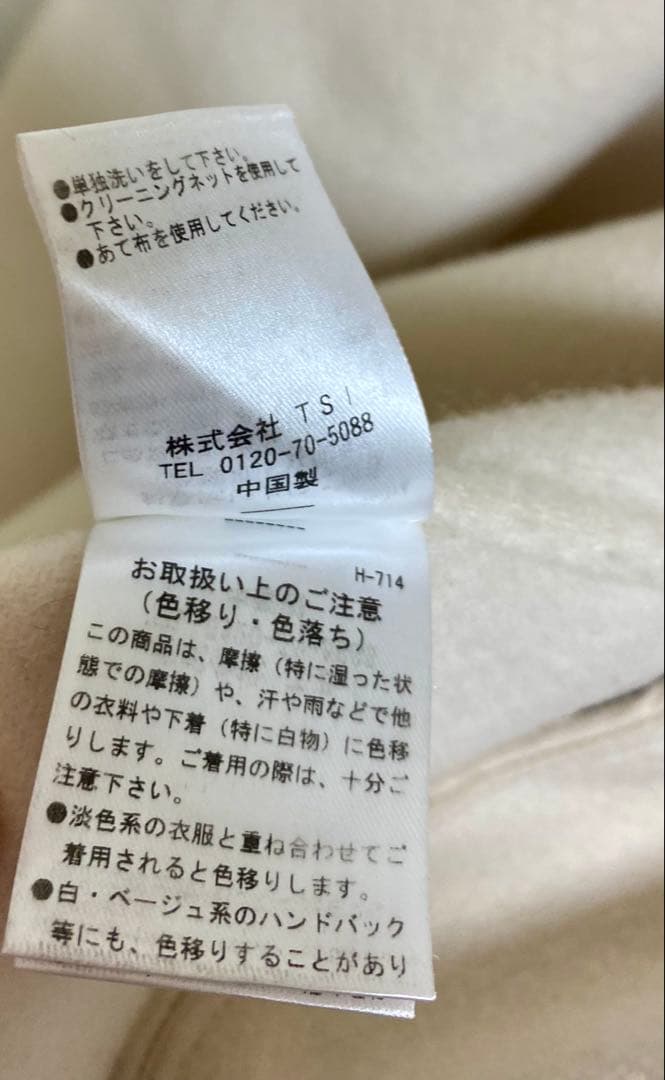 ●単独洗いをして下さい。
●クリーニングネットを使用して
下さい。
●あて布を使用してください。
株式会社 TSI
TEL 0120-70-5088
中国製
H-714
お取扱い上のご注意
（色移り・色落ち）
この商品は、摩擦（特に湿った状
態での摩擦）や、汗や雨などで他
の衣料や下着（特に白物）に色移
りします。ご着用の際は、十分ご
注意下さい。
●淡色系の衣服と重ね合わせてご
着用されると色移りします。
●白・ベージュ系のハンドバック
等にも、色移りすることがあり